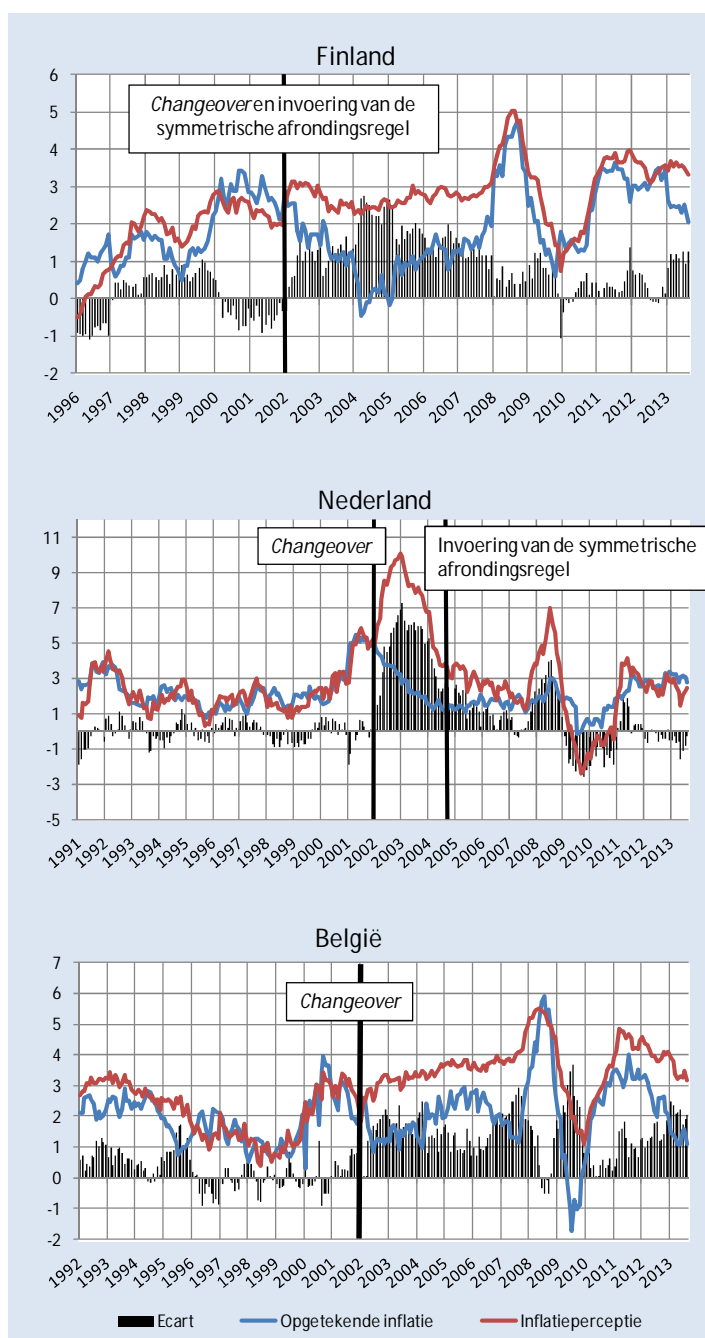 Finland
6
5
4
3
2
1
0
-1
-2
Changeover en invoering van de
symmetrische afrondingsregel
1996 1997 1998 1999 2000 2001 2002 2003 2004 2005 2006 2007 2008 2009 2010 2011 2012 2013
Nederland
11
9
7
5
3
1
-1
-3
-5
Changeover
Invoering van de symmetrische
afrondingsregel
1991 1992 1993 1994 1995 1996 1997 1998 1999 2000 2001 2002 2003 2004 2005 2006 2007 2008 2009 2010 2011 2012 2013
België
7
6
5
4
3
2
1
0
-1
-2
Changeover
1992 1993 1994 1995 1996 1997 1998 1999 2000 2001 2002 2003 2004 2005 2006 2007 2008 2009 2010 2011 2012 2013
Ecart Opgetekende inflatie Inflatieperceptie